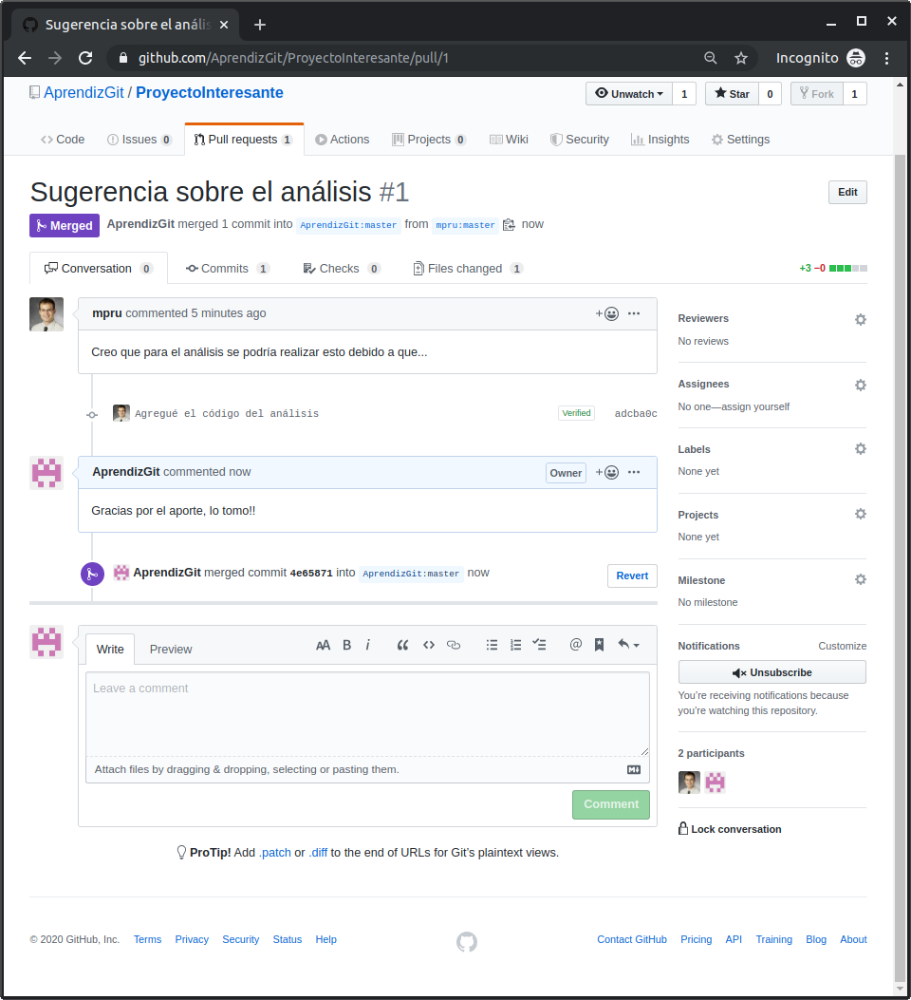 Sugerencia sobre el anális
github.com/AprendizGit/ProyectoInteresante/pull/1
Incognito
AprendizGit / ProyectoInteresante
Unwatch 1
Star 0
Fork 1
Code
Issues 0
Pull requests 1
Actions
Projects 0
Wiki
Security
Insights
Settings
Sugerencia sobre el análisis #1
Edit
Merged AprendizGit merged 1 commit into AprendizGit:master from mpru:master now
Conversation 0
Commits 1
Checks 0
Files changed 1
+3 −0
mpru commented 5 minutes ago
Creo que para el análisis se podría realizar esto debido a que...
Agregué el código del análisis Verified adcba0c
AprendizGit commented now Owner
Gracias por el aporte, lo tomo!!
AprendizGit merged commit 4e65871 into AprendizGit:master now Revert
Write Preview
AA B i
Leave a comment
Attach files by dragging & dropping, selecting or pasting them.
Comment
ProTip! Add .patch or .diff to the end of URLs for Git's plaintext views.
Reviewers
No reviews
Assignees
No one—assign yourself
Labels
None yet
Projects
None yet
Milestone
No milestone
Notifications Customize
Unsubscribe
You're receiving notifications because
you're watching this repository.
2 participants
Lock conversation
© 2020 GitHub, Inc. Terms Privacy Security Status Help
Contact GitHub Pricing API Training Blog About